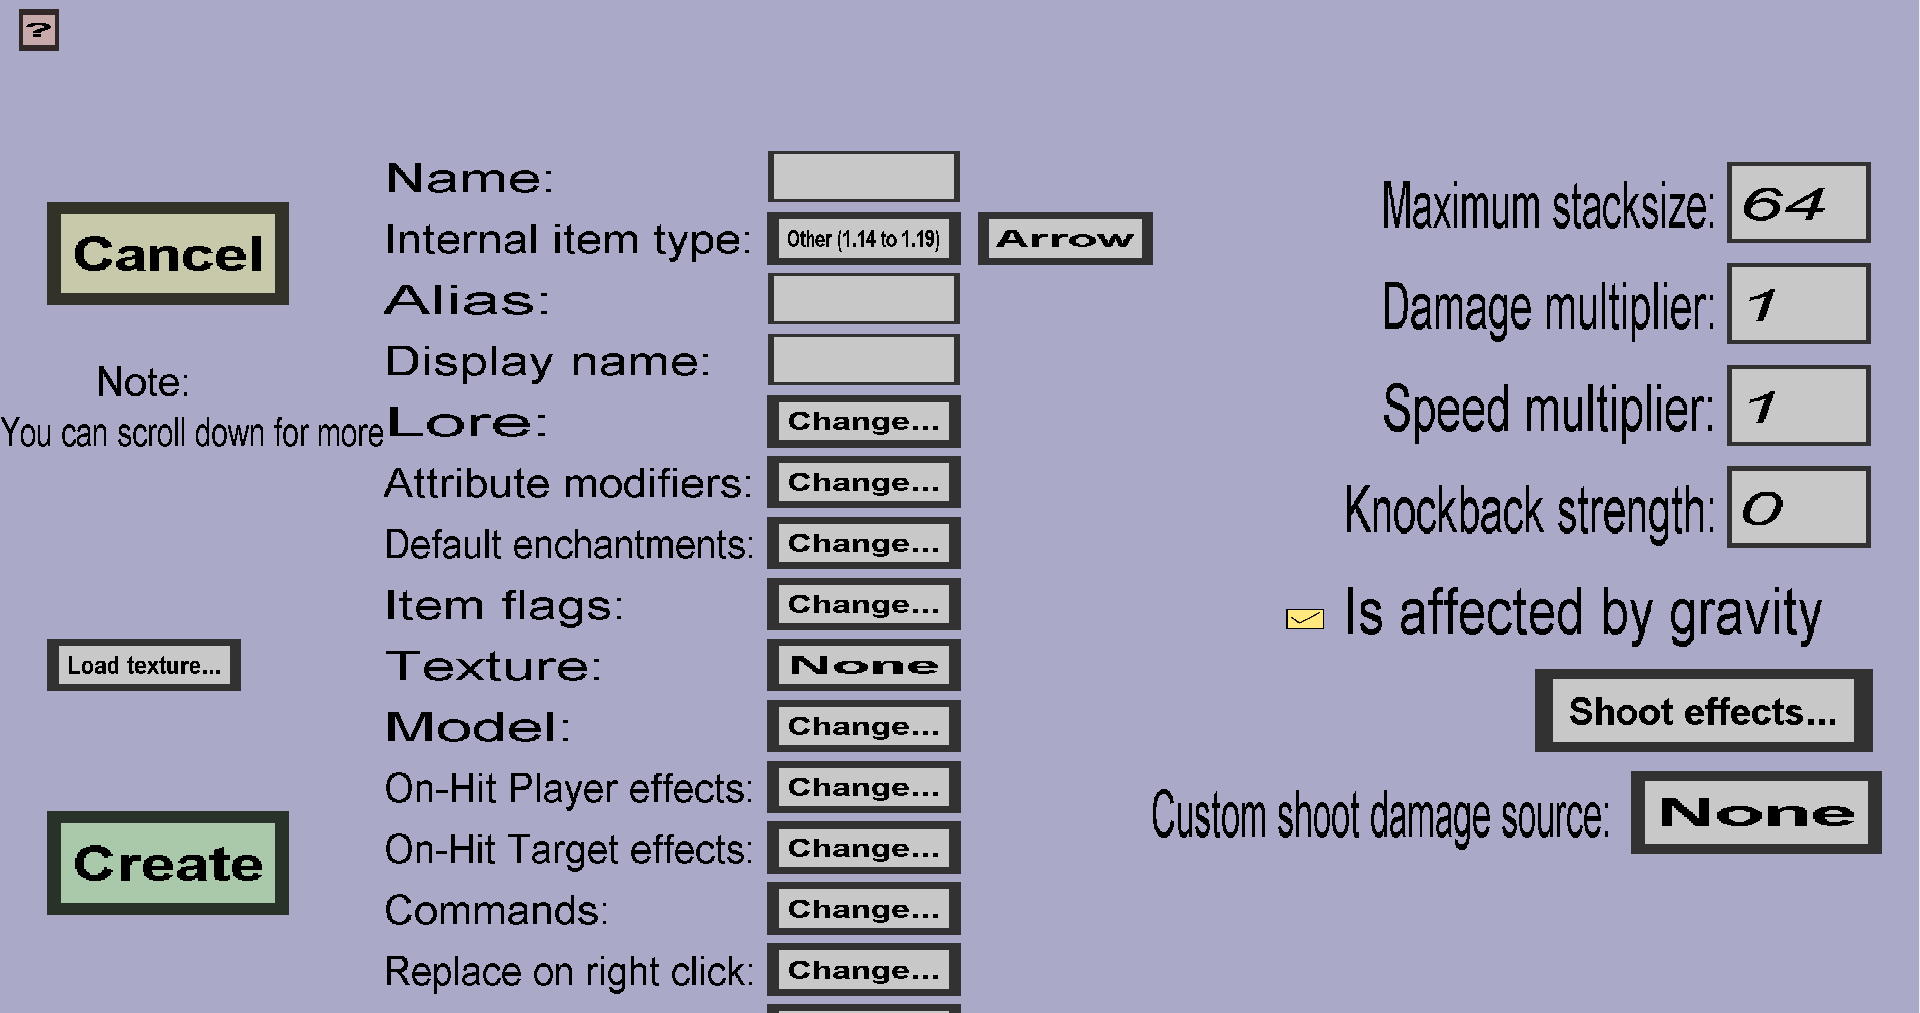 ?
Name:
Internal item type: Other (1.14 to 1.19) Arrow
Alias:
Display name:
Lore: Change...
Attribute modifiers: Change...
Default enchantments: Change...
Item flags: Change...
Texture: None
Model: Change...
On-Hit Player effects: Change...
On-Hit Target effects: Change...
Commands: Change...
Replace on right click: Change...
Cancel
Note:
You can scroll down for more
Load texture...
Create
Maximum stacksize: 64
Damage multiplier: 1
Speed multiplier: 1
Knockback strength: 0
Is affected by gravity
Shoot effects...
Custom shoot damage source: None